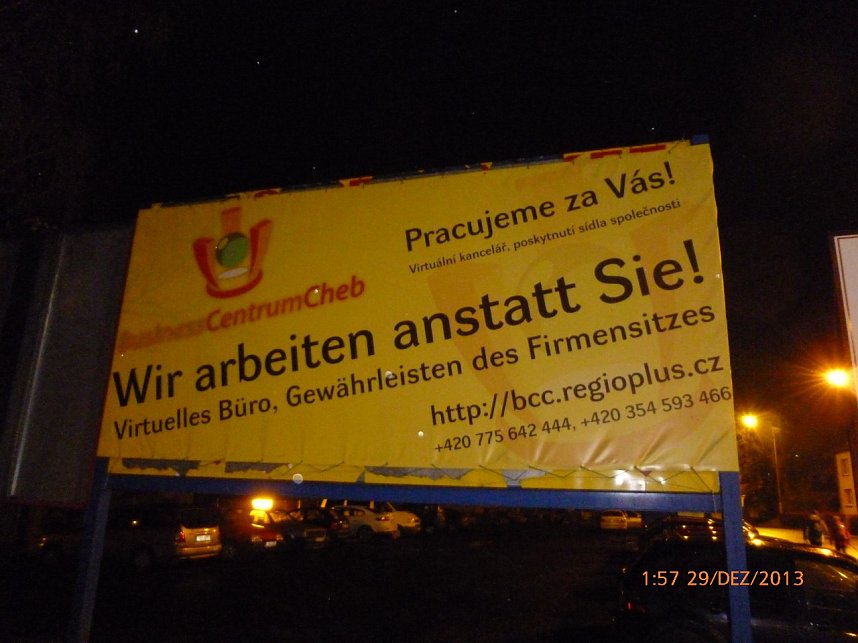 Pracujeme za Vás!
Virtuální kancelář, poskytnutí sídla společnosti
BusinessCentrumCheb
Wir arbeiten anstatt Sie!
Virtuelles Büro, Gewährleisten des Firmensitzes
http://bcc.regioplus.cz
+420 775 642 444, +420 354 593 466
1:57 29/DEZ/2013